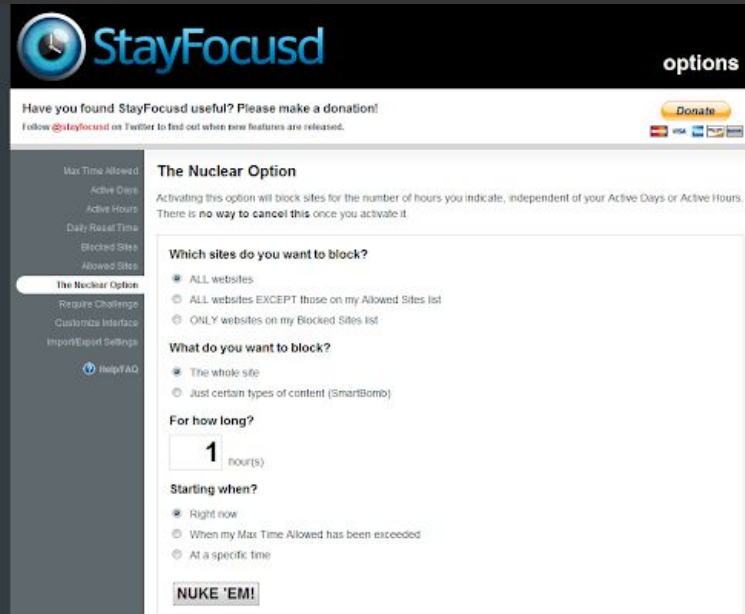 StayFocusd
options
Have you found StayFocusd useful? Please make a donation!
Follow @stayfocusd on Twitter to find out when new features are released.
Donate
VISA
Max Time Allowed
Active Days
Active Hours
Daily Reset Time
Blocked Sites
Allowed Sites
The Nuclear Option
Require Challenge
Customize Interface
Import/Export Settings
Help/FAQ
The Nuclear Option
Activating this option will block sites for the number of hours you indicate, independent of your Active Days or Active Hours.
There is no way to cancel this once you activate it.
Which sites do you want to block?
ALL websites
ALL websites EXCEPT those on my Allowed Sites list
ONLY websites on my Blocked Sites list
What do you want to block?
The whole site
Just certain types of content (SmartBomb)
For how long?
1 hour(s)
Starting when?
Right now
When my Max Time Allowed has been exceeded
At a specific time
NUKE 'EM!